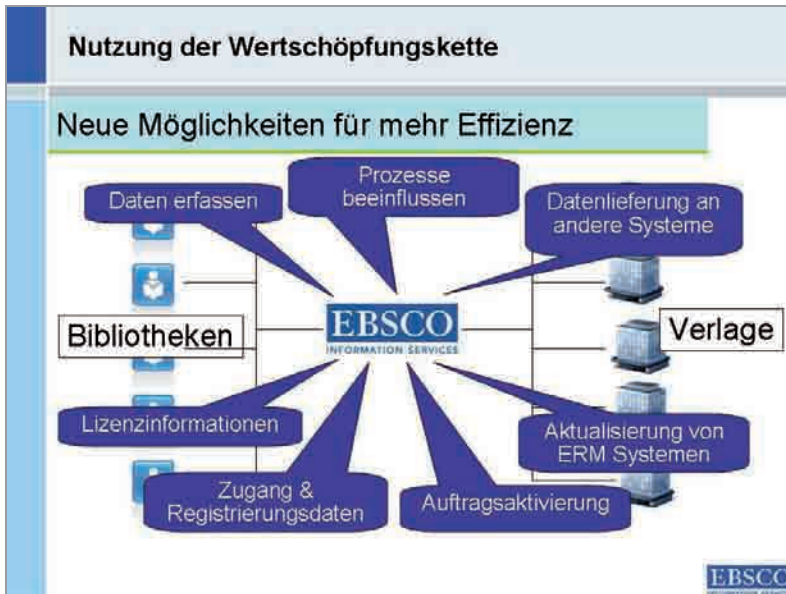 Nutzung der Wertschöpfungskette
Neue Möglichkeiten für mehr Effizienz
Prozesse
beeinflussen
Daten erfassen
Datenlieferung an
andere Systeme
EBSCO
INFORMATION SERVICES
Bibliotheken
Verlage
Lizenzinformationen
Aktualisierung von
ERM Systemen
Zugang &
Registrierungsdaten
Auftragsaktivierung
EBSCO